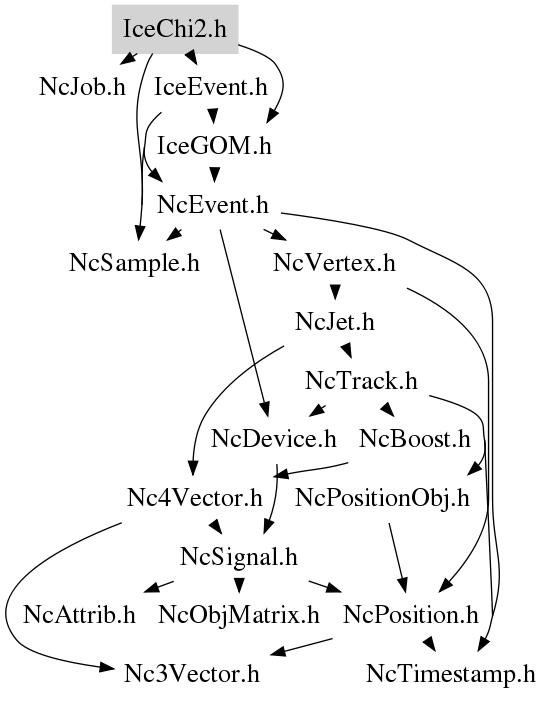 IceChi2.h
NcJob.h
IceEvent.h
IceGOM.h
NcEvent.h
NcSample.h
NcVertex.h
NcJet.h
NcTrack.h
NcDevice.h
NcBoost.h
Nc4Vector.h
NcPositionObj.h
NcSignal.h
NcAttrib.h
NcObjMatrix.h
NcPosition.h
Nc3Vector.h
NcTimestamp.h